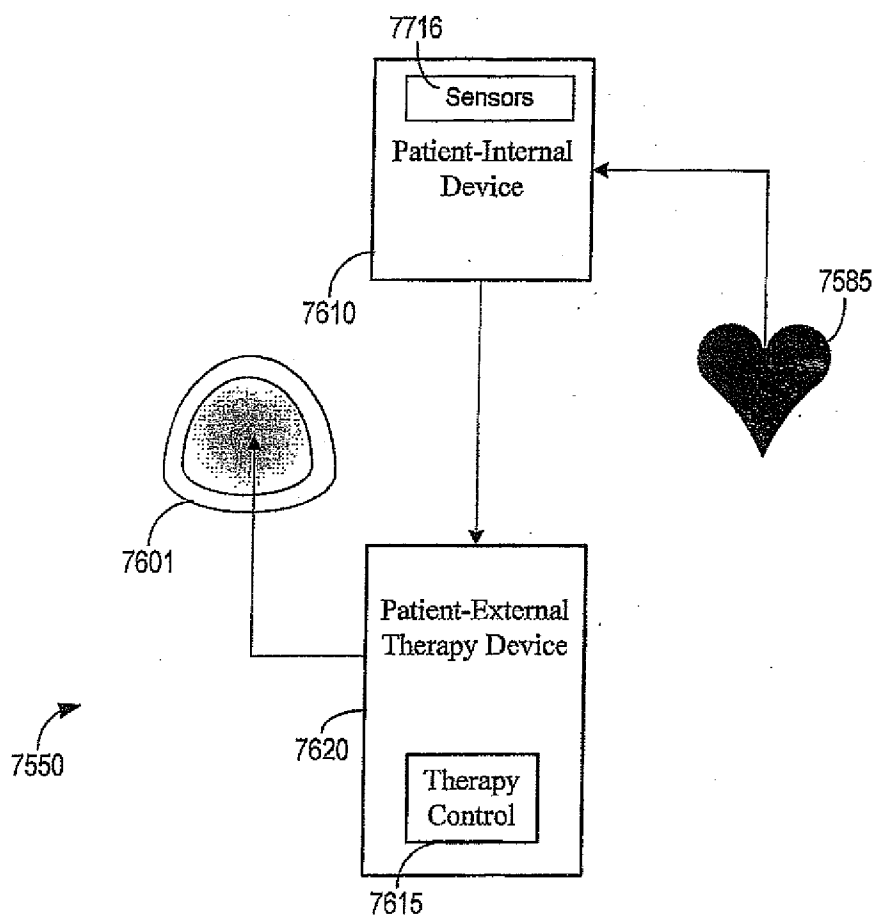 7716
Sensors
Patient-Internal
Device
7610
7585
7601
Patient-External
Therapy Device
7550
7620
Therapy
Control
7615